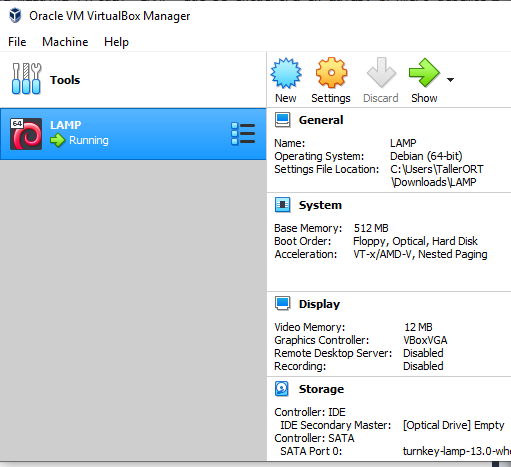 Oracle VM VirtualBox Manager
File Machine Help
Tools
New Settings Discard Show
64
LAMP
Running
General
Name: LAMP
Operating System: Debian (64-bit)
Settings File Location: C:\Users\TallerORT
\Downloads\LAMP
System
Base Memory: 512 MB
Boot Order: Floppy, Optical, Hard Disk
Acceleration: VT-x/AMD-V, Nested Paging
Display
Video Memory: 12 MB
Graphics Controller: VBoxVGA
Remote Desktop Server: Disabled
Recording: Disabled
Storage
Controller: IDE
IDE Secondary Master: [Optical Drive] Empty
Controller: SATA
SATA Port 0: turnkey-lamp-13.0-whe